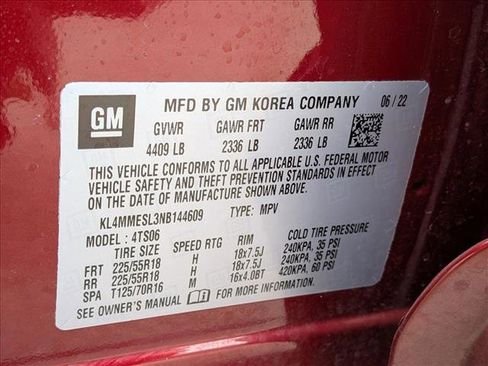 GM MFD BY GM KOREA COMPANY 06/22
GVWR GAWR FRT GAWR RR
4409 LB 2336 LB 2336 LB
THIS VEHICLE CONFORMS TO ALL APPLICABLE U.S. FEDERAL MOTOR
VEHICLE SAFETY AND THEFT PREVENTION STANDARDS IN EFFECT ON
THE DATE OF MANUFACTURE SHOWN ABOVE.
KL4MMESL3NB144609 TYPE: MPV
MODEL: 4TS06
TIRE SIZE SPEED RTG RIM COLD TIRE PRESSURE
FRT 225/55R18 H 18x7.5J 240KPA, 35 PSI
RR 225/55R18 H 18x7.5J 240KPA, 35 PSI
SPA T125/70R16 M 16x4.0BT 420KPA, 60 PSI
SEE OWNER'S MANUAL FOR MORE INFORMATION.